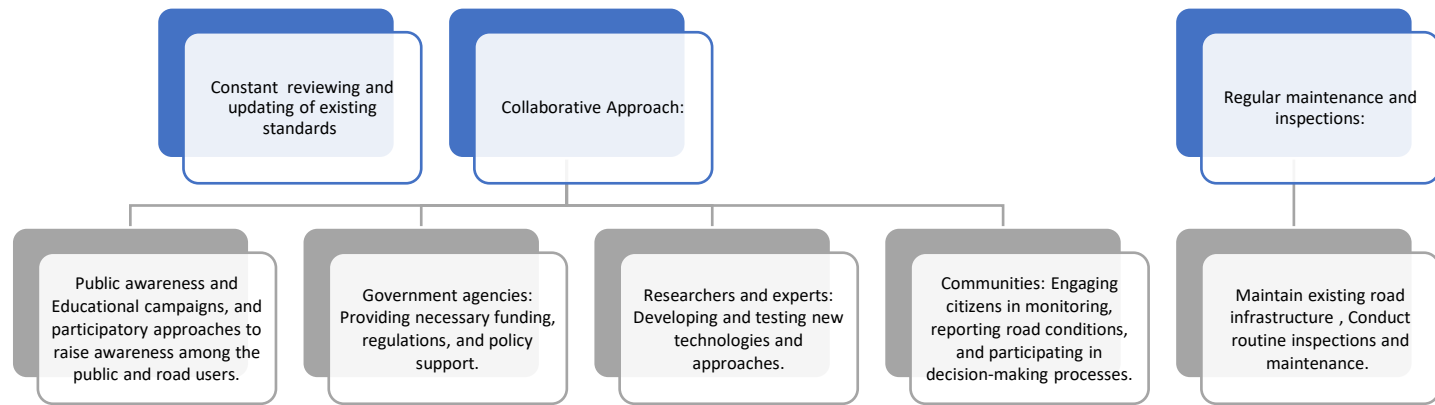 Constant reviewing and
updating of existing
standards
Collaborative Approach:
Regular maintenance and
inspections:
Public awareness and
Educational campaigns, and
participatory approaches to
raise awareness among the
public and road users.
Government agencies:
Providing necessary funding,
regulations, and policy
support.
Researchers and experts:
Developing and testing new
technologies and
approaches.
Communities: Engaging
citizens in monitoring,
reporting road conditions,
and participating in
decision-making processes.
Maintain existing road
infrastructure , Conduct
routine inspections and
maintenance.